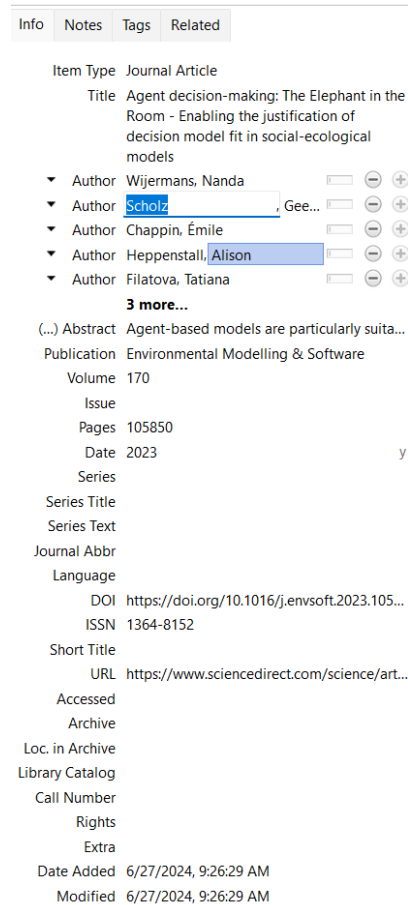 Info Notes Tags Related
Item Type Journal Article
Title Agent decision-making: The Elephant in the
Room - Enabling the justification of
decision model fit in social-ecological
models
Author Wijermans, Nanda
Author Scholz , Gee...
Author Chappin, Émile
Author Heppenstall, Alison
Author Filatova, Tatiana
3 more...
(...) Abstract Agent-based models are particularly suita...
Publication Environmental Modelling & Software
Volume 170
Issue
Pages 105850
Date 2023 y
Series
Series Title
Series Text
Journal Abbr
Language
DOI https://doi.org/10.1016/j.envsoft.2023.105...
ISSN 1364-8152
Short Title
URL https://www.sciencedirect.com/science/art...
Accessed
Archive
Loc. in Archive
Library Catalog
Call Number
Rights
Extra
Date Added 6/27/2024, 9:26:29 AM
Modified 6/27/2024, 9:26:29 AM